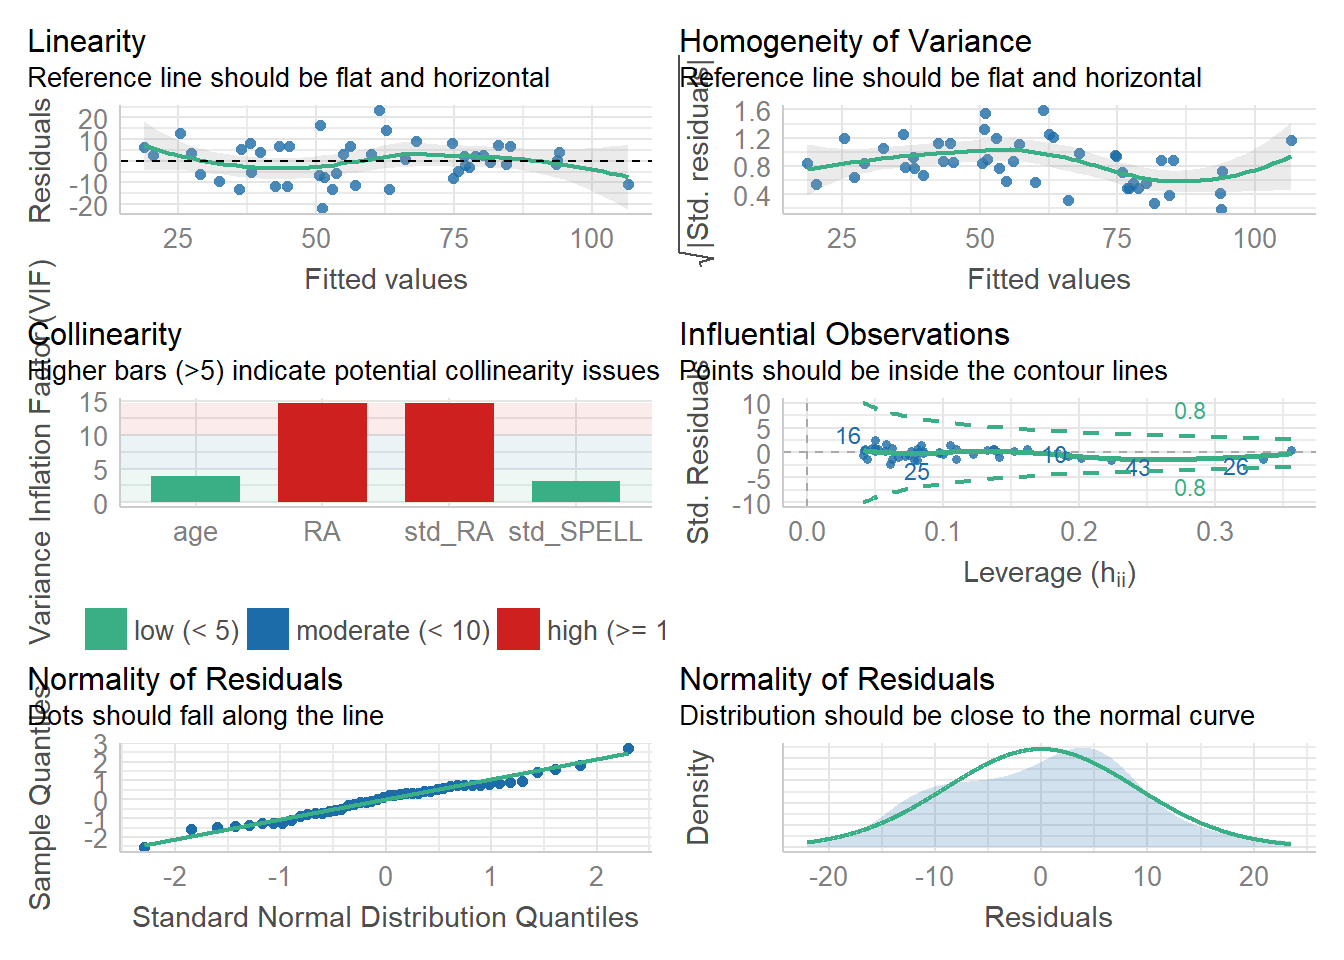 Linearity
Reference line should be flat and horizontal
Residuals
20
10
0
-10
-20
25 50 75 100
Fitted values
Homogeneity of Variance
Reference line should be flat and horizontal
√|Std. residuals|
1.6
1.2
0.8
0.4
25 50 75 100
Fitted values
Collinearity
Higher bars (>5) indicate potential collinearity issues
Variance Inflation Factor (VIF)
15
10
5
0
age RA std_RA std_SPELL
low (< 5) moderate (< 10) high (>= 1
Influential Observations
Points should be inside the contour lines
Std. Residuals
10
5
0
-5
-10
0.8
16
10
25
43
26
0.8
0.0 0.1 0.2 0.3
Leverage (hii)
Normality of Residuals
Dots should fall along the line
Sample Quantiles
3
2
1
0
-1
-2
-2 -1 0 1 2
Standard Normal Distribution Quantiles
Normality of Residuals
Distribution should be close to the normal curve
Density
-20 -10 0 10 20
Residuals